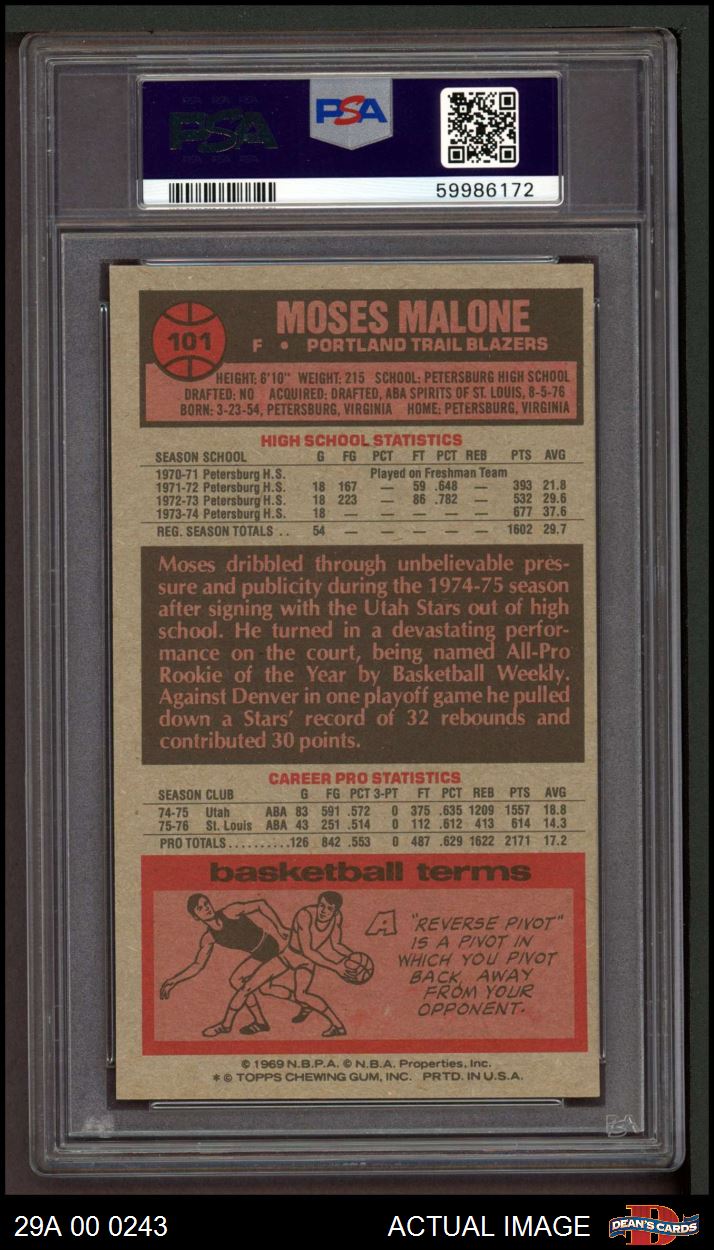 PSA PSA PSA
PSA
PSA
PSA PSA PSA
59986172
101
MOSES MALONE
F • PORTLAND TRAIL BLAZERS
HEIGHT: 6'10" WEIGHT: 215 SCHOOL: PETERSBURG HIGH SCHOOL
DRAFTED: NO ACQUIRED: DRAFTED, ABA SPIRITS OF ST. LOUIS, 8-5-76
BORN: 3-23-54, PETERSBURG, VIRGINIA HOME: PETERSBURG, VIRGINIA
HIGH SCHOOL STATISTICS
SEASON SCHOOL G FG PCT FT PCT REB PTS AVG
1970-71 Petersburg H.S. Played on Freshman Team
1971-72 Petersburg H.S. 18 167 — 59 .648 — 393 21.8
1972-73 Petersburg H.S. 18 223 — 86 .782 — 532 29.6
1973-74 Petersburg H.S. 18 — — — — — 677 37.6
REG. SEASON TOTALS . . 54 — — — — — 1602 29.7
Moses dribbled through unbelievable pres-
sure and publicity during the 1974-75 season
after signing with the Utah Stars out of high
school. He turned in a devastating perfor-
mance on the court, being named All-Pro
Rookie of the Year by Basketball Weekly.
Against Denver in one playoff game he pulled
down a Stars' record of 32 rebounds and
contributed 30 points.
CAREER PRO STATISTICS
SEASON CLUB G FG PCT 3-PT FT PCT REB PTS AVG
74-75 Utah ABA 83 591 .572 0 375 .635 1209 1557 18.8
75-76 St. Louis ABA 43 251 .514 0 112 .612 413 614 14.3
PRO TOTALS..........126 842 .553 0 487 .629 1622 2171 17.2
basketball terms
A "REVERSE PIVOT"
IS A PIVOT IN
WHICH YOU PIVOT
BACK, AWAY
FROM YOUR
OPPONENT.
© 1969 N.B.P.A. © N.B.A. Properties, Inc.
* © TOPPS CHEWING GUM, INC. PRTD. IN U.S.A.
PSA
29A 00 0243
ACTUAL IMAGE
D
DEAN'S CARDS